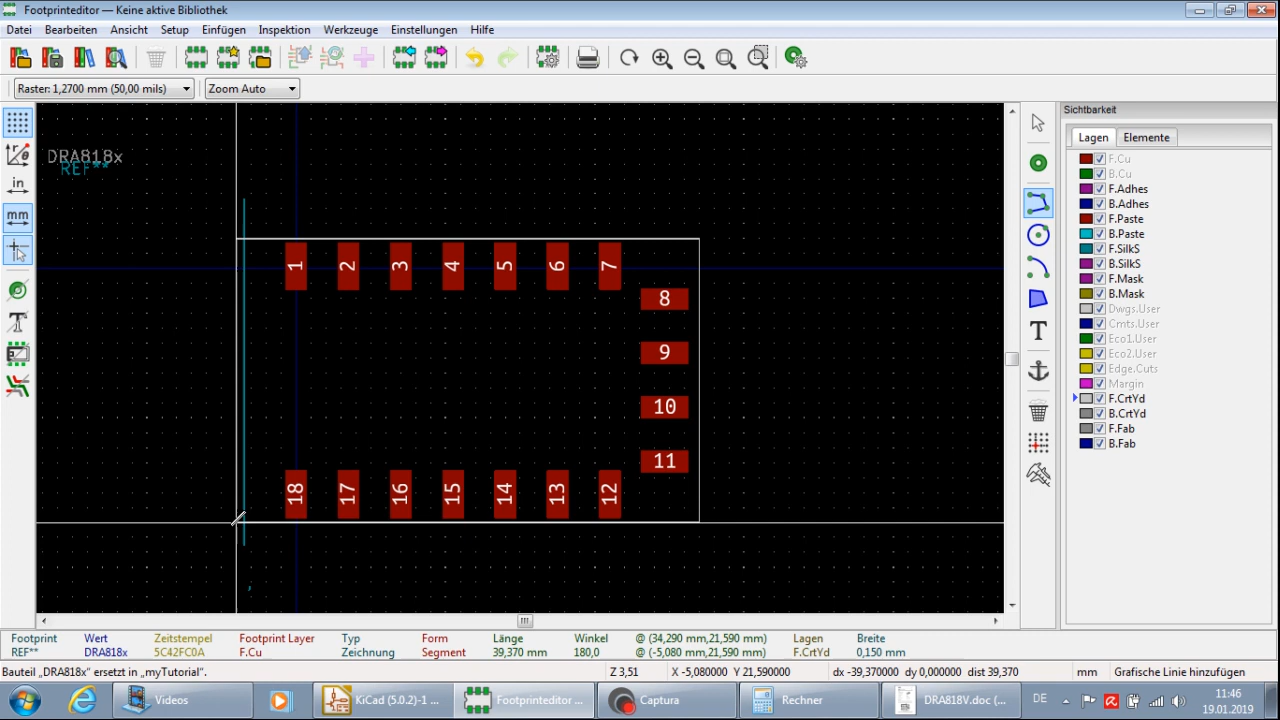 Footprinteditor — Keine aktive Bibliothek
Datei Bearbeiten Ansicht Setup Einfügen Inspektion Werkzeuge Einstellungen Hilfe
Raster: 1,2700 mm (50,00 mils) Zoom Auto
Sichtbarkeit
Lagen Elemente
in
mm
DRA818x
REF**
1 2 3 4 5 6 7
8
9
10
11
18 17 16 15 14 13 12
F.Cu
B.Cu
F.Adhes
B.Adhes
F.Paste
B.Paste
F.SilkS
B.SilkS
F.Mask
B.Mask
Dwgs.User
Cmts.User
Eco1.User
Eco2.User
Edge.Cuts
Margin
F.CrtYd
B.CrtYd
F.Fab
B.Fab
Footprint Wert Zeitstempel Footprint Layer Typ Form Länge Winkel @ (34,290 mm,21,590 mm) Lagen Breite
REF** DRA818x 5C42FC0A F.Cu Zeichnung Segment 39,370 mm 180,0 @ (-5,080 mm,21,590 mm) F.CrtYd 0,150 mm
Bauteil „DRA818x“ ersetzt in „myTutorial“. Z 3,51 X -5,080000 Y 21,590000 dx -39,370000 dy 0,000000 dist 39,370 mm Grafische Linie hinzufügen
Videos KiCad (5.0.2)-1 ... Footprinteditor ... Captura Rechner DRA818V.doc (... DE 11:46
19.01.2019